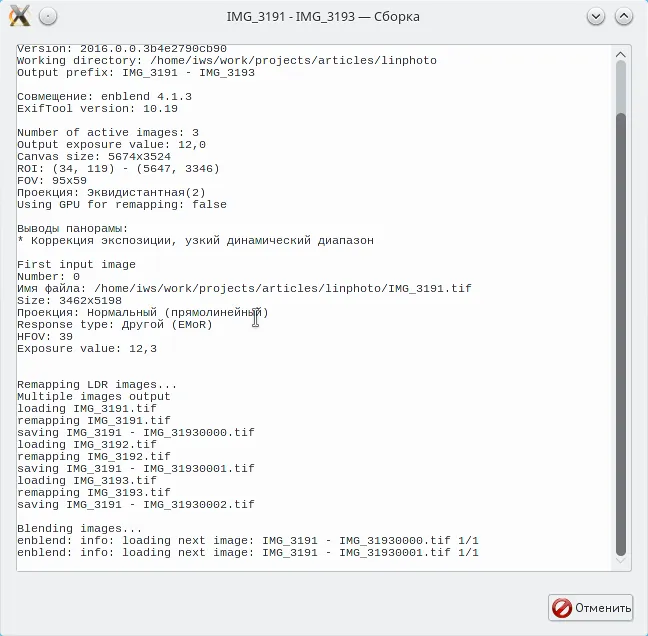 IMG_3191 - IMG_3193 — Сборка
Version: 2016.0.0.3b4e2790cb90
Working directory: /home/iws/work/projects/articles/linphoto
Output prefix: IMG_3191 - IMG_3193
Совмещение: enblend 4.1.3
ExifTool version: 10.19
Number of active images: 3
Output exposure value: 12,0
Canvas size: 5674x3524
ROI: (34, 119) - (5647, 3346)
FOV: 95x59
Проекция: Эквидистантная(2)
Using GPU for remapping: false
Выводы панорамы:
* Коррекция экспозиции, узкий динамический диапазон
First input image
Number: 0
Имя файла: /home/iws/work/projects/articles/linphoto/IMG_3191.tif
Size: 3462x5198
Проекция: Нормальный (прямолинейный)
Response type: Другой (EMoR)
HFOV: 39
Exposure value: 12,3
Remapping LDR images...
Multiple images output
loading IMG_3191.tif
remapping IMG_3191.tif
saving IMG_3191 - IMG_31930000.tif
loading IMG_3192.tif
remapping IMG_3192.tif
saving IMG_3191 - IMG_31930001.tif
loading IMG_3193.tif
remapping IMG_3193.tif
saving IMG_3191 - IMG_31930002.tif
Blending images...
enblend: info: loading next image: IMG_3191 - IMG_31930000.tif 1/1
enblend: info: loading next image: IMG_3191 - IMG_31930001.tif 1/1
Отменить